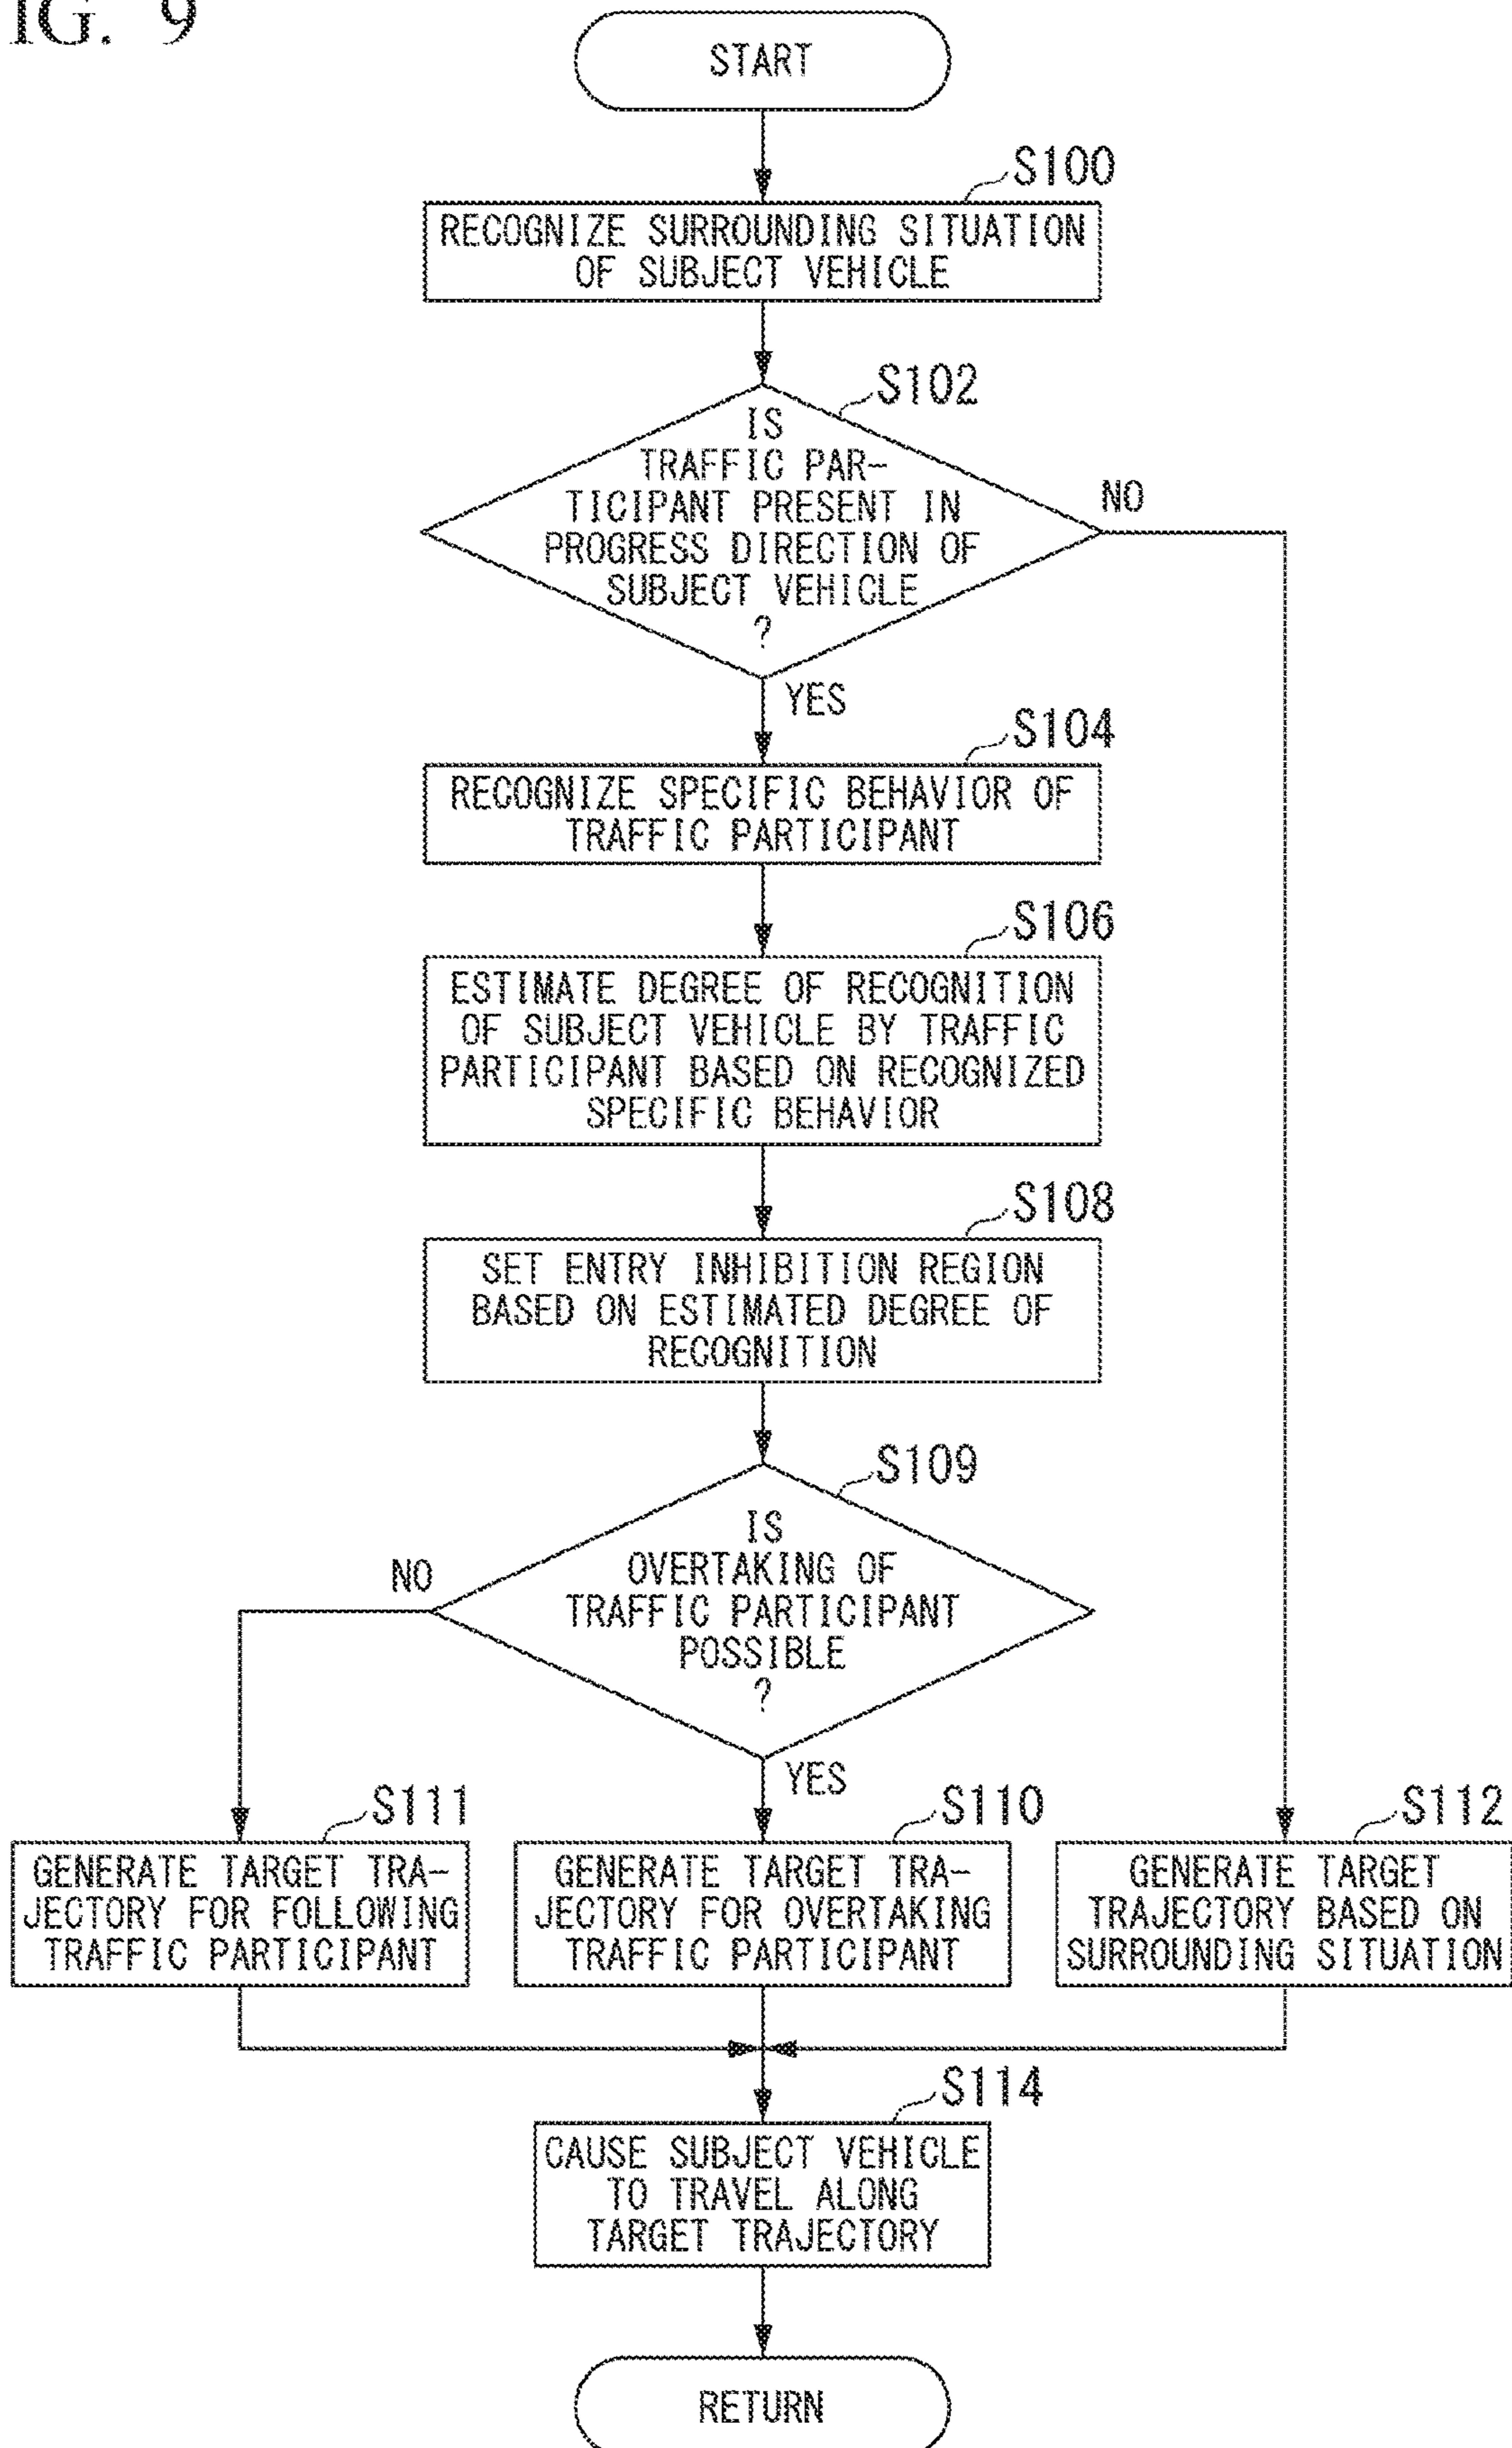 IG. 9
START
S100
RECOGNIZE SURROUNDING SITUATION
OF SUBJECT VEHICLE
S102
IS
TRAFFIC PAR-
TICIPANT PRESENT IN
PROGRESS DIRECTION OF
SUBJECT VEHICLE
?
NO
YES
S104
RECOGNIZE SPECIFIC BEHAVIOR OF
TRAFFIC PARTICIPANT
S106
ESTIMATE DEGREE OF RECOGNITION
OF SUBJECT VEHICLE BY TRAFFIC
PARTICIPANT BASED ON RECOGNIZED
SPECIFIC BEHAVIOR
S108
SET ENTRY INHIBITION REGION
BASED ON ESTIMATED DEGREE OF
RECOGNITION
S109
IS
OVERTAKING OF
TRAFFIC PARTICIPANT
POSSIBLE
?
NO
YES
S111
GENERATE TARGET TRA-
JECTORY FOR FOLLOWING
TRAFFIC PARTICIPANT
S110
GENERATE TARGET TRA-
JECTORY FOR OVERTAKING
TRAFFIC PARTICIPANT
S112
GENERATE TARGET
TRAJECTORY BASED ON
SURROUNDING SITUATION
S114
CAUSE SUBJECT VEHICLE
TO TRAVEL ALONG
TARGET TRAJECTORY
RETURN